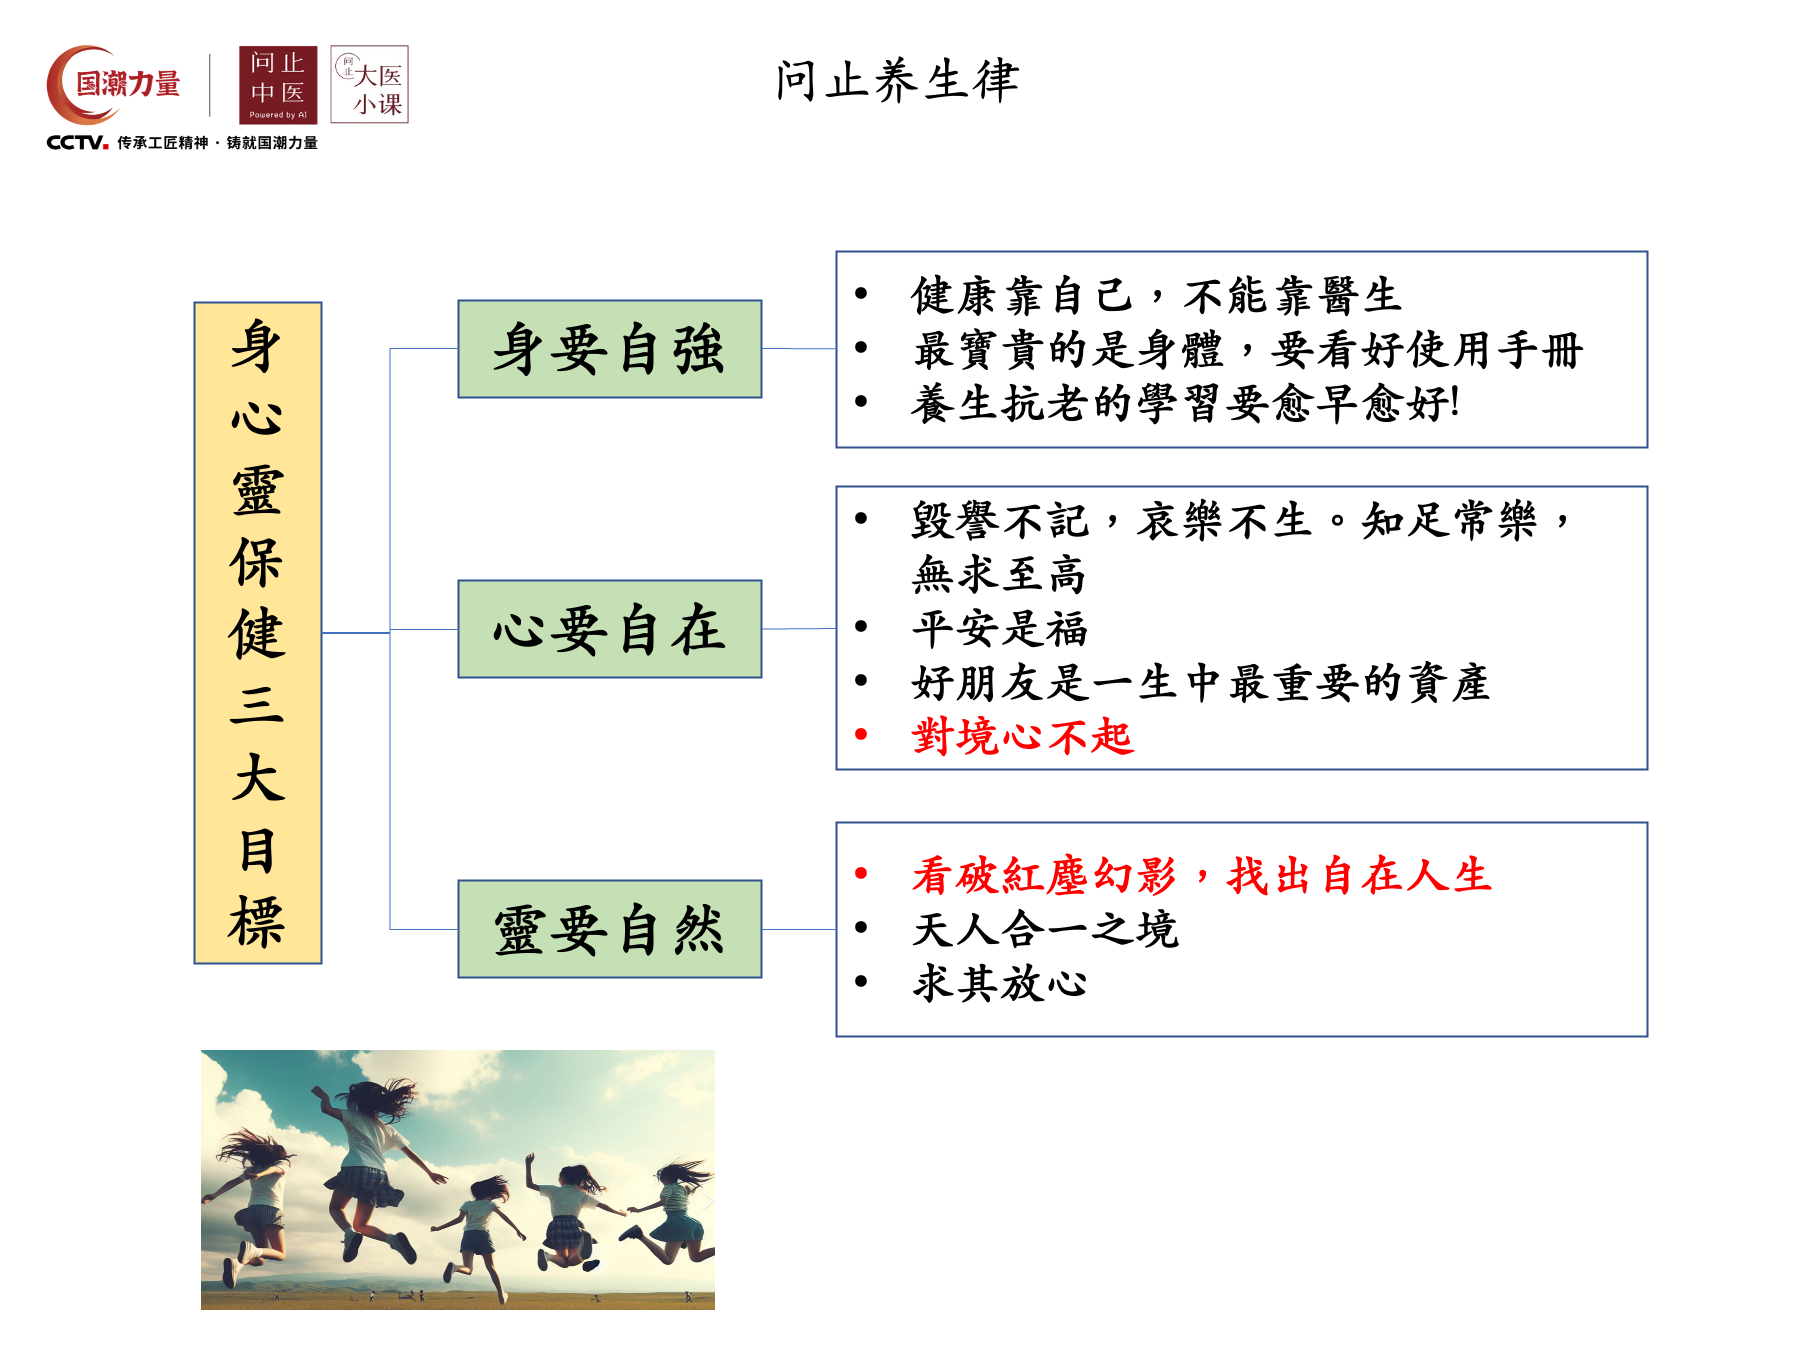 国潮力量
问止
中医
Powered by AI
问止
大医
小课
CCTV. 传承工匠精神·铸就国潮力量
问止养生律
身心靈保健三大目標
身要自強
• 健康靠自己，不能靠醫生
• 最寶貴的是身體，要看好使用手冊
• 養生抗老的學習要愈早愈好!
心要自在
• 毀譽不記，哀樂不生。知足常樂，
無求至高
• 平安是福
• 好朋友是一生中最重要的資產
• 對境心不起
靈要自然
• 看破紅塵幻影，找出自在人生
• 天人合一之境
• 求其放心